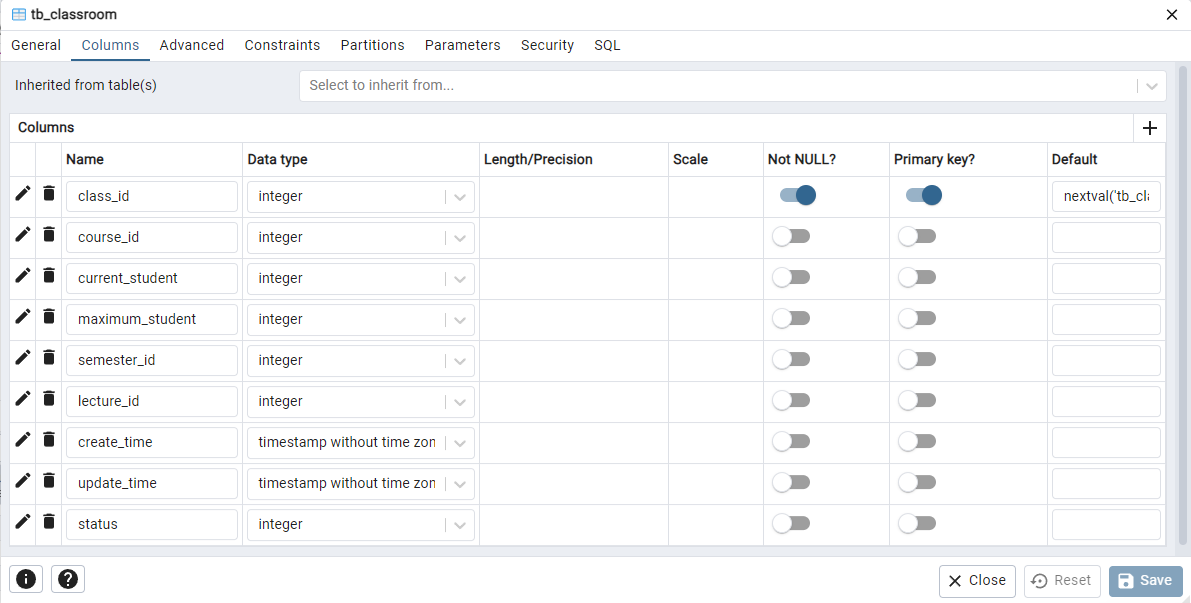 tb_classroom
General Columns Advanced Constraints Partitions Parameters Security SQL
Inherited from table(s) Select to inherit from...
Columns
Name Data type Length/Precision Scale Not NULL? Primary key? Default
class_id integer nextval('tb_cl
course_id integer
current_student integer
maximum_student integer
semester_id integer
lecture_id integer
create_time timestamp without time zon
update_time timestamp without time zon
status integer
Close Reset Save